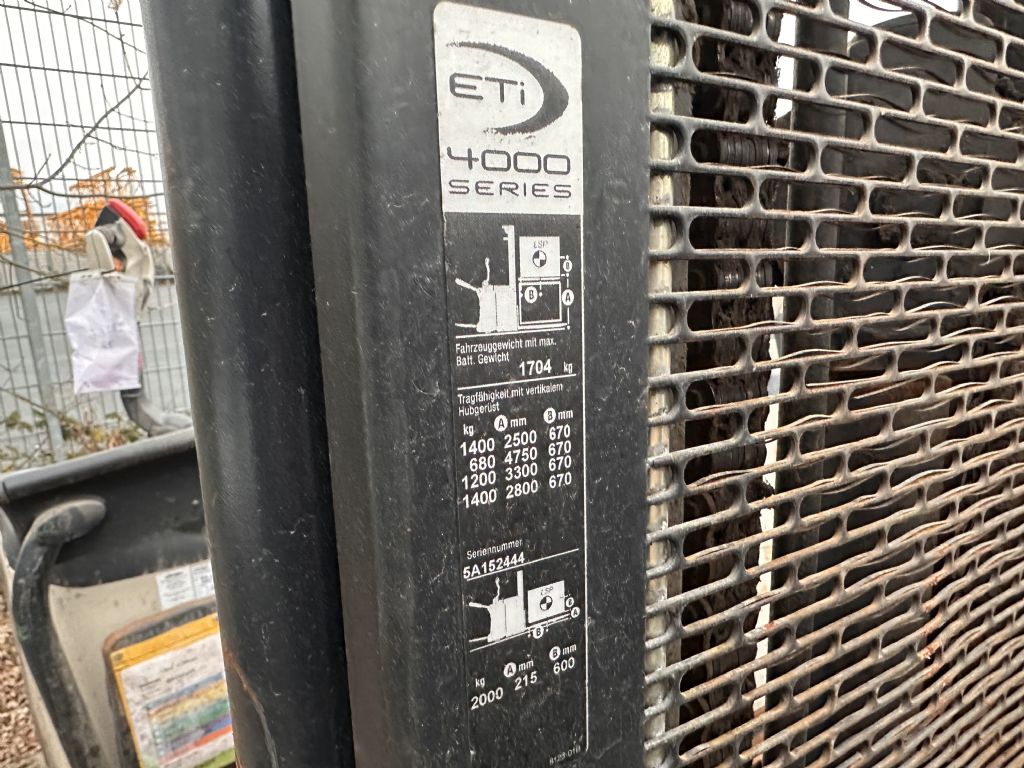 ETi
4000
SERIES
LSP
B
B
A
Fahrzeuggewicht mit max.
Batt. Gewicht
1704 kg
Tragfähigkeit mit vertikalem
Hubgerüst
kg A mm B mm
1400 2500 670
680 4750 670
1200 3300 670
1400 2800 670
Seriennummer
5A152444
LSP
A
B
kg A mm B mm
2000 215 600